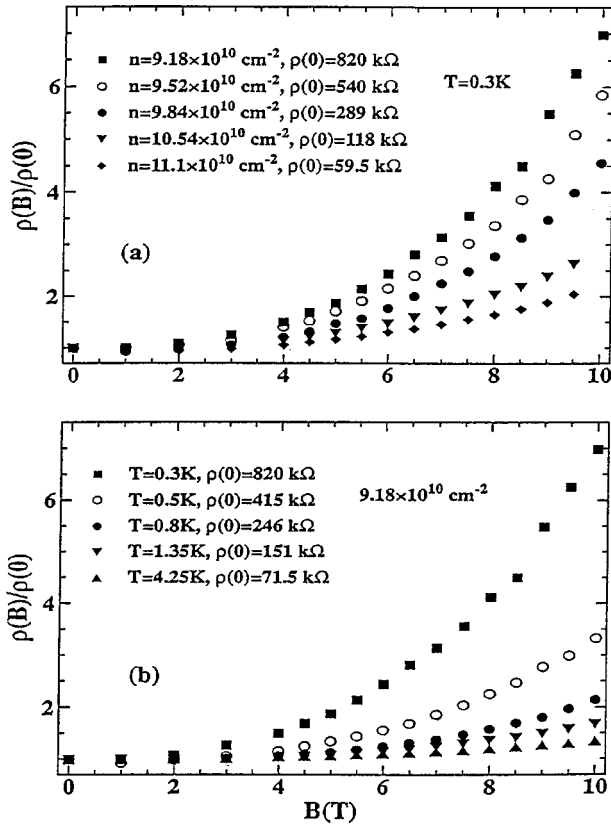 6
4
2
ρ(B)/ρ(0)
n=9.18×10¹⁰ cm⁻², ρ(0)=820 kΩ
n=9.52×10¹⁰ cm⁻², ρ(0)=540 kΩ
n=9.84×10¹⁰ cm⁻², ρ(0)=289 kΩ
n=10.54×10¹⁰ cm⁻², ρ(0)=118 kΩ
n=11.1×10¹⁰ cm⁻², ρ(0)=59.5 kΩ
T=0.3K
(a)
0 2 4 6 8 10
6
4
2
ρ(B)/ρ(0)
T=0.3K, ρ(0)=820 kΩ
T=0.5K, ρ(0)=415 kΩ
T=0.8K, ρ(0)=246 kΩ
T=1.35K, ρ(0)=151 kΩ
T=4.25K, ρ(0)=71.5 kΩ
9.18×10¹⁰ cm⁻²
(b)
0 2 4 6 8 10
B(T)